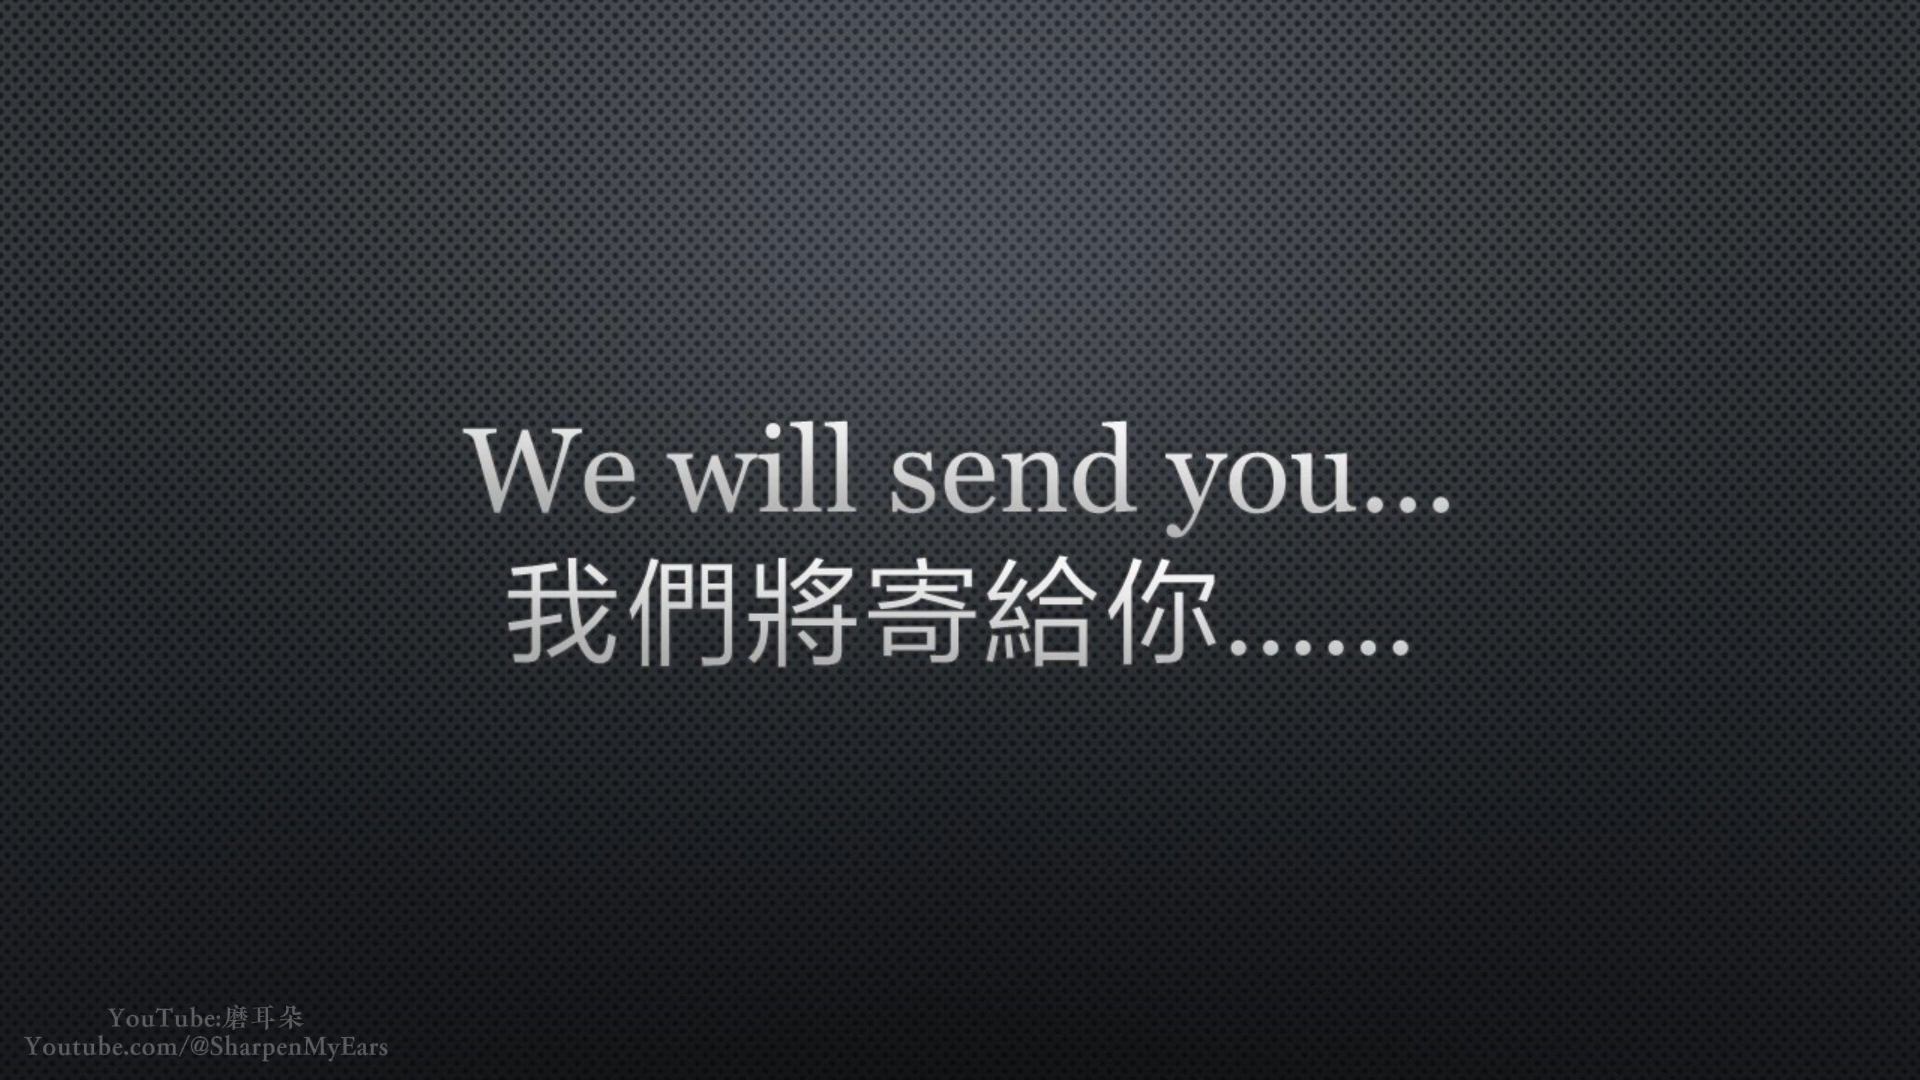 We will send you...
我們將寄給你......
YouTube:磨耳朵
Youtube.com/@SharpenMyEars